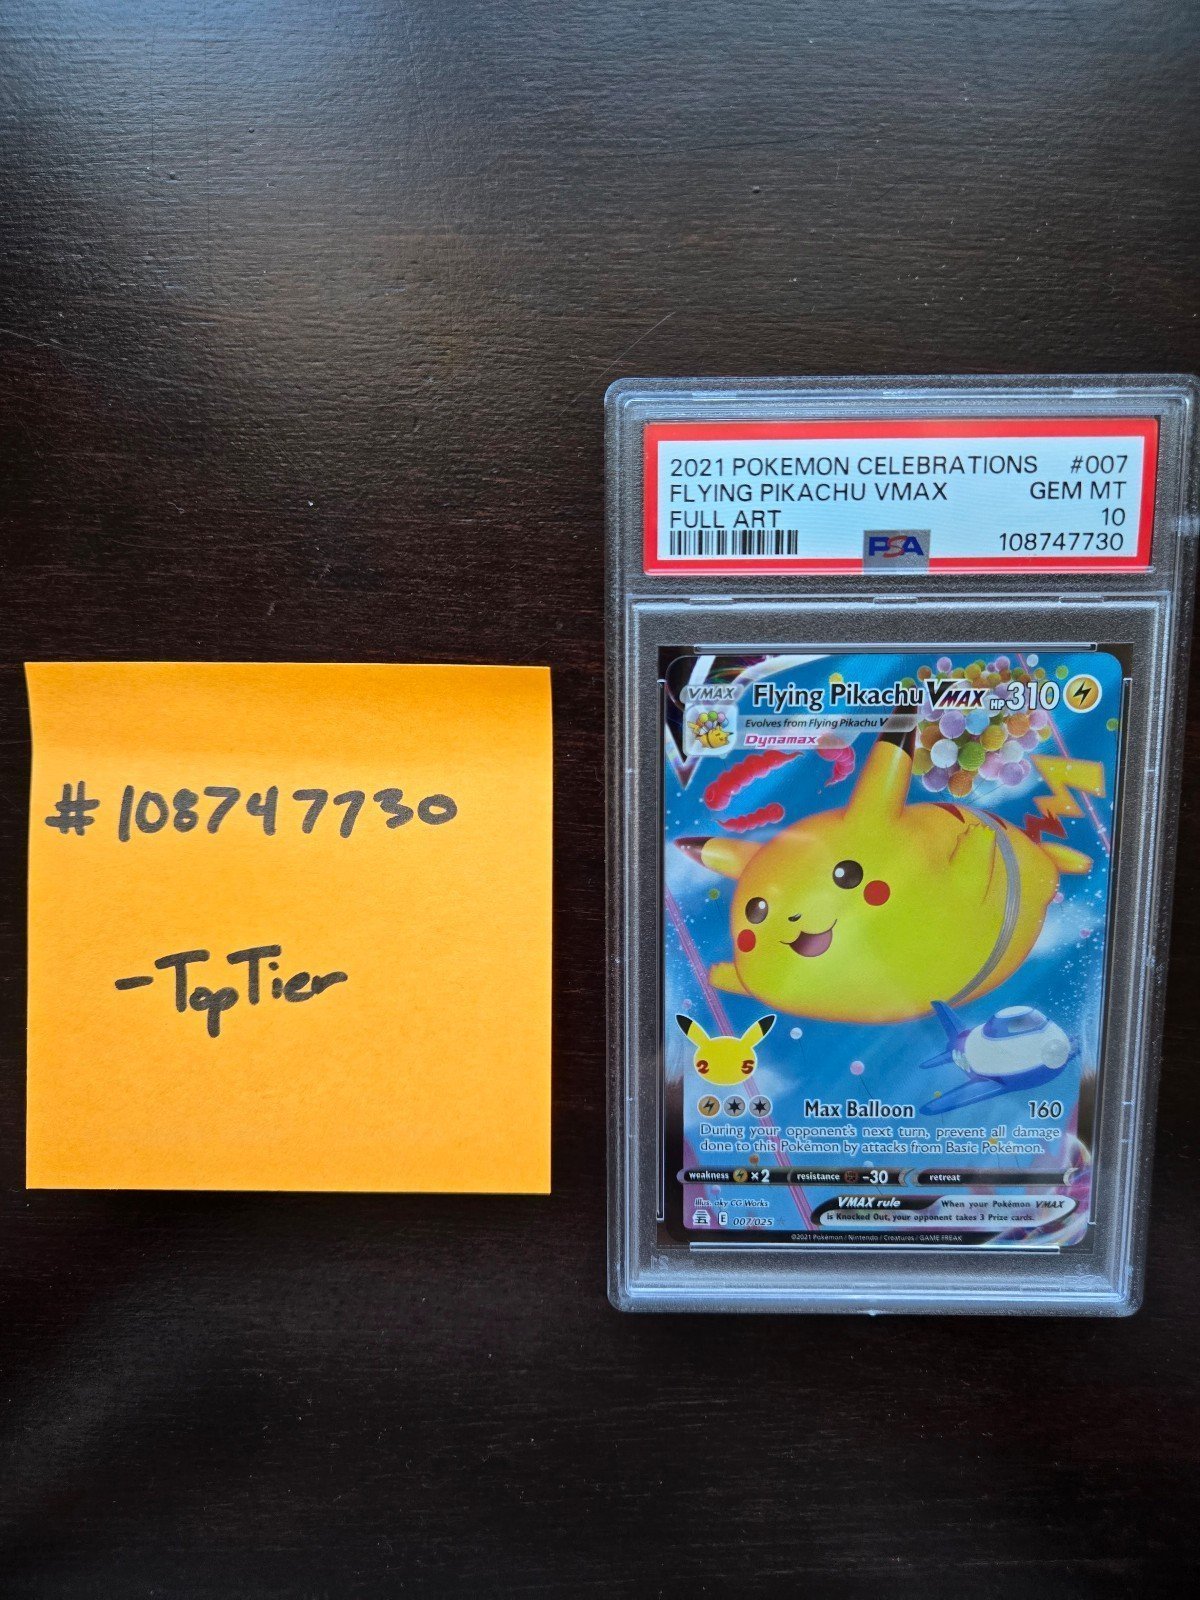 #108747730
-TopTier
2021 POKEMON CELEBRATIONS #007
FLYING PIKACHU VMAX GEM MT
FULL ART 10
PSA 108747730
VMAX Flying Pikachu VMAX HP 310
Evolves from Flying Pikachu V
Dynamax
25
Max Balloon 160
During your opponent's next turn, prevent all damage
done to this Pokémon by attacks from Basic Pokémon.
weakness ×2 resistance -30 retreat
Illus. aky CG Works
VMAX rule When your Pokémon VMAX
is Knocked Out, your opponent takes 3 Prize cards.
E 007/025
©2021 Pokémon / Nintendo / Creatures / GAME FREAK